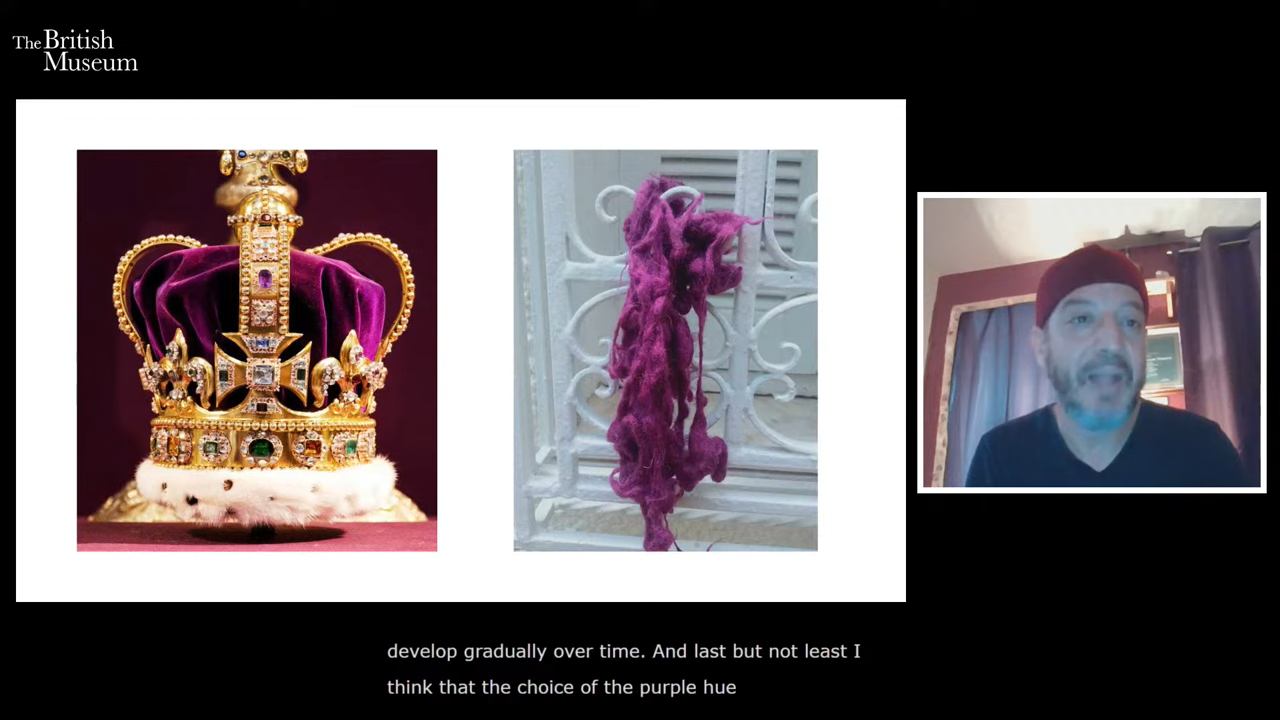 The British
Museum
develop gradually over time. And last but not least I
think that the choice of the purple hue